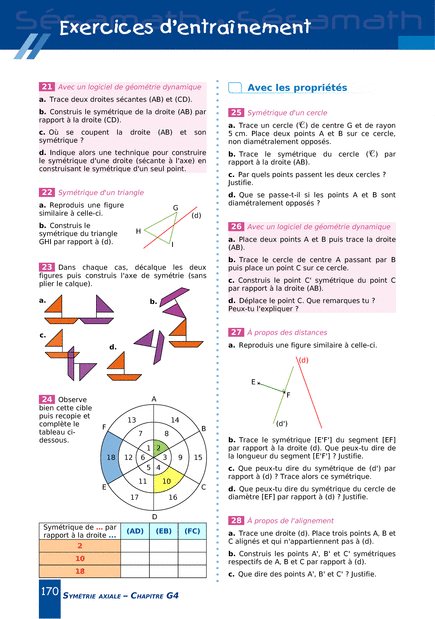 Sésamath
Sésamath
Exercices d'entraînement
21 Avec un logiciel de géométrie dynamique
a. Trace deux droites sécantes (AB) et (CD).
b. Construis le symétrique de la droite (AB) par
rapport à la droite (CD).
c. Où se coupent la droite (AB) et son
symétrique ?
d. Indique alors une technique pour construire
le symétrique d'une droite (sécante à l'axe) en
construisant le symétrique d'un seul point.
22 Symétrique d'un triangle
a. Reproduis une figure
similaire à celle-ci.
b. Construis le
symétrique du triangle
GHI par rapport à (d).
G
(d)
H
I
23 Dans chaque cas, décalque les deux
figures puis construis l'axe de symétrie (sans
plier le calque).
a.
b.
c.
d.
24 Observe
bien cette cible
puis recopie et
complète le
tableau ci-
dessous.
A
13
14
F
B
7
8
1
2
18
12
6
3
9
15
5
4
11
10
E
C
17
16
D
Symétrique de ... par
rapport à la droite ...
(AD)
(EB)
(FC)
2
10
18
Avec les propriétés
25 Symétrique d'un cercle
a. Trace un cercle (𝒞) de centre G et de rayon
5 cm. Place deux points A et B sur ce cercle,
non diamétralement opposés.
b. Trace le symétrique du cercle (𝒞) par
rapport à la droite (AB).
c. Par quels points passent les deux cercles ?
Justifie.
d. Que se passe-t-il si les points A et B sont
diamétralement opposés ?
26 Avec un logiciel de géométrie dynamique
a. Place deux points A et B puis trace la droite
(AB).
b. Trace le cercle de centre A passant par B
puis place un point C sur ce cercle.
c. Construis le point C' symétrique du point C
par rapport à la droite (AB).
d. Déplace le point C. Que remarques tu ?
Peux-tu l'expliquer ?
27 À propos des distances
a. Reproduis une figure similaire à celle-ci.
(d)
E
F
(d')
b. Trace le symétrique [E'F'] du segment [EF]
par rapport à la droite (d). Que peux-tu dire de
la longueur du segment [E'F'] ? Justifie.
c. Que peux-tu dire du symétrique de (d') par
rapport à (d) ? Trace alors ce symétrique.
d. Que peux-tu dire du symétrique du cercle de
diamètre [EF] par rapport à (d) ? Justifie.
28 À propos de l'alignement
a. Trace une droite (d). Place trois points A, B et
C alignés et qui n'appartiennent pas à (d).
b. Construis les points A', B' et C' symétriques
respectifs de A, B et C par rapport à (d).
c. Que dire des points A', B' et C' ? Justifie.
170 SYMÉTRIE AXIALE – CHAPITRE G4